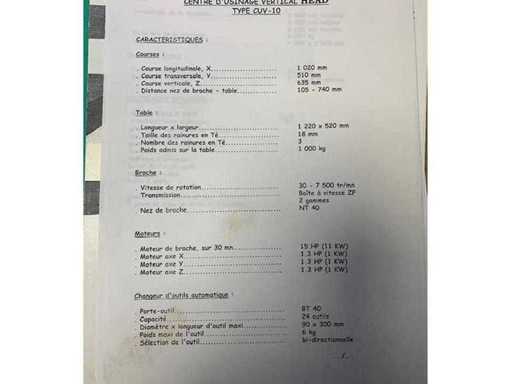 CENTRE D'USINAGE VERTICAL HEAD
TYPE CUV-10
CARACTERISTIQUES :
Courses :
. Course longitudinale, X.................... 1 020 mm
. Course transversale, Y.................... 510 mm
. Course verticale, Z.................... 635 mm
. Distance nez de broche - table.................... 105 - 740 mm
Table :
. Longueur x largeur.................... 1 220 x 520 mm
. Taille des rainures en Té.................... 18 mm
. Nombre des rainures en Té.................... 3
. Poids admis sur la table.................... 1 000 kg
Broche :
. Vitesse de rotation.................... 30 - 7 500 tr/mn
. Transmission.................... Boîte à vitesse ZF
2 gammes
. Nez de broche.................... NT 40
Moteurs :
. Moteur de broche, sur 30 mn.................... 15 HP (11 KW)
. Moteur axe X.................... 1.3 HP (1 KW)
. Moteur axe Y.................... 1.3 HP (1 KW)
. Moteur axe Z.................... 1.3 HP (1 KW)
Changeur d'outils automatique :
. Porte-outil.................... BT 40
. Capacité.................... 24 outils
. Diamètre x longueur d'outil maxi.................... 90 x 300 mm
. Poids maxi de l'outil.................... 6 kg
. Sélection de l'outil.................... bi-directionnelle
../..